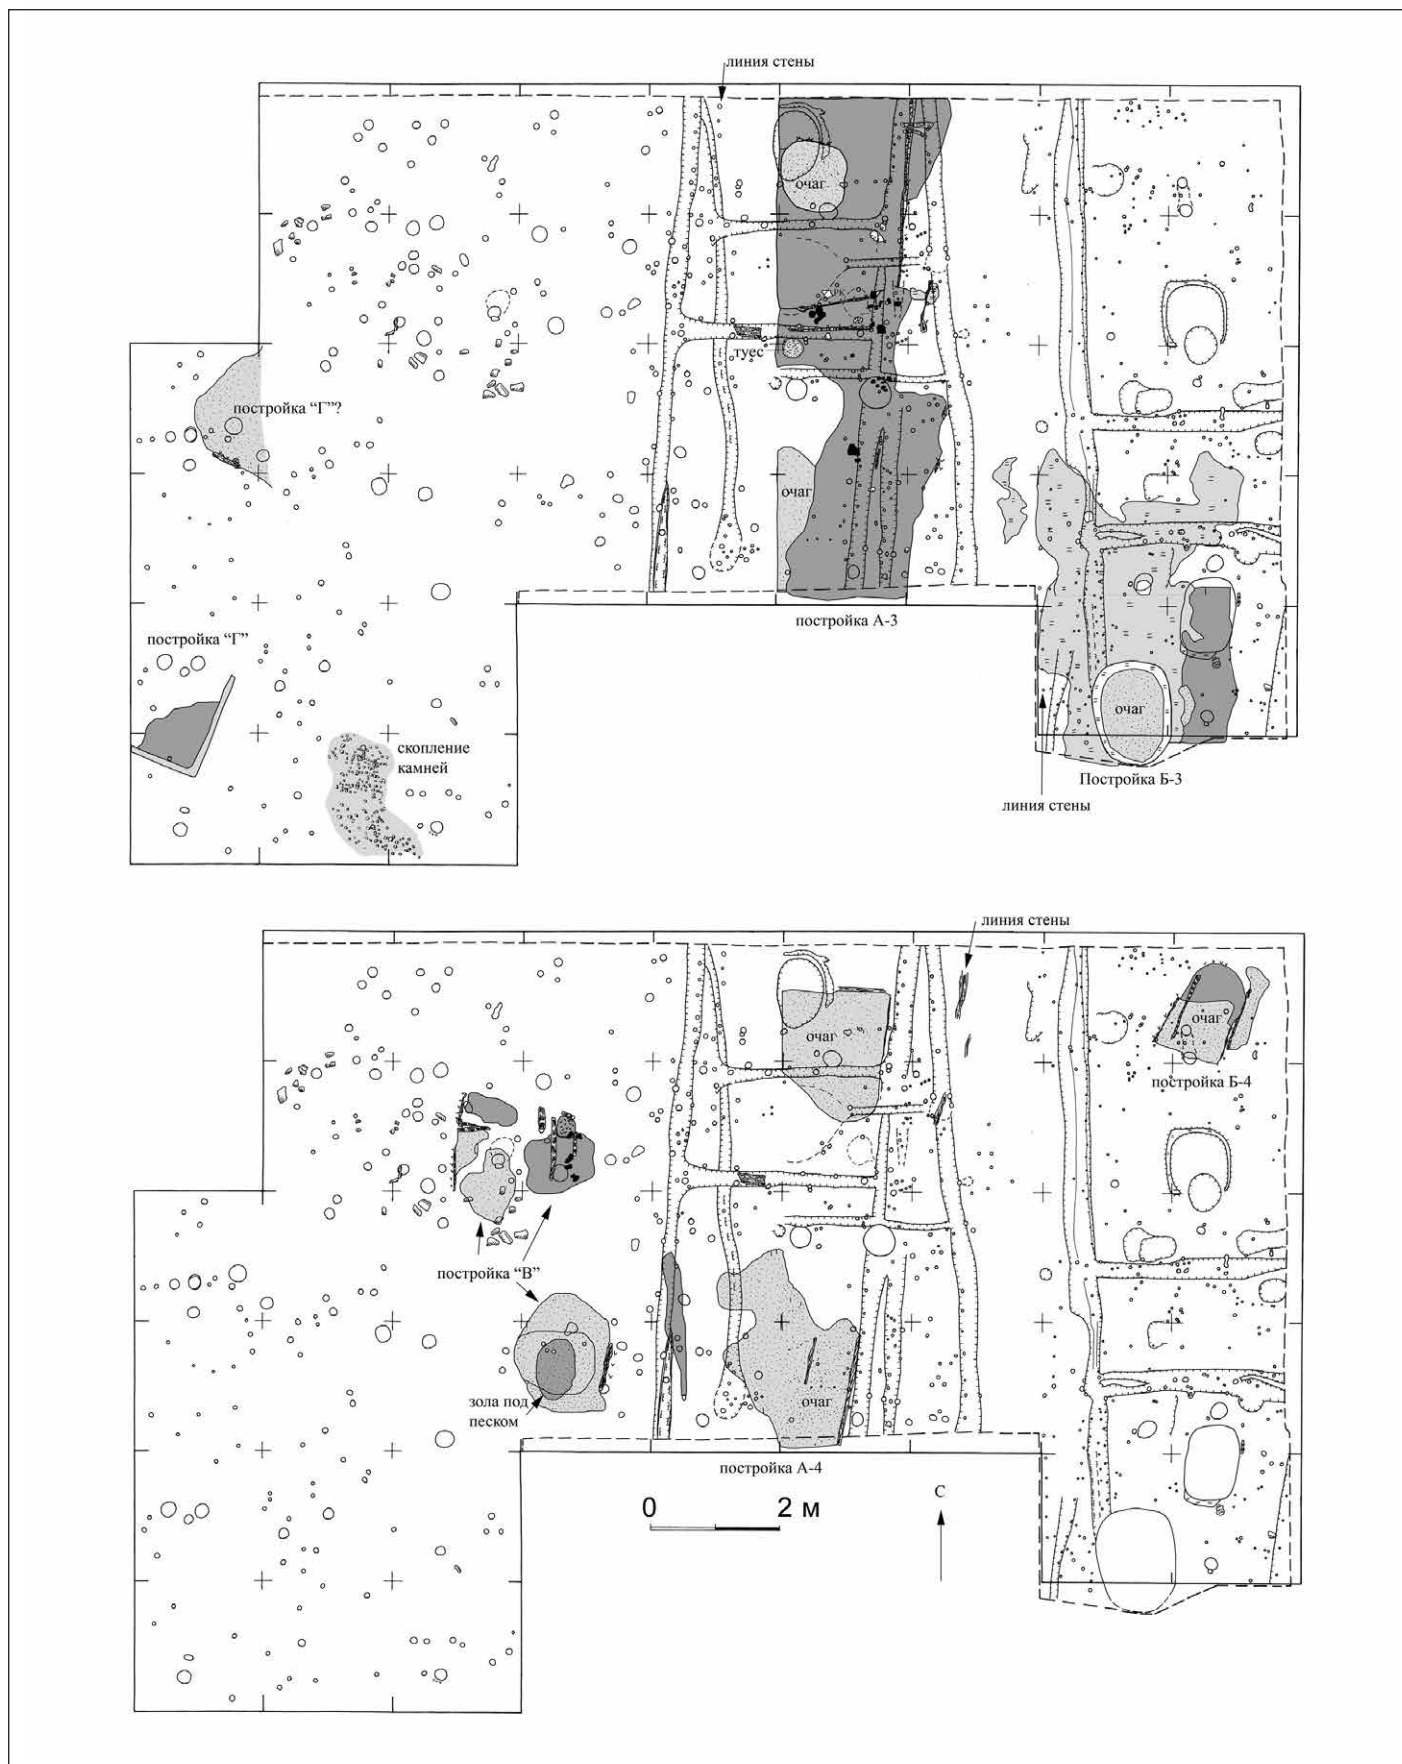 линия стены
очаг
РК
туес
постройка “Г”?
очаг
постройка А-3
постройка “Г”
скопление
камней
очаг
Постройка Б-3
линия стены
линия стены
очаг
очаг
постройка Б-4
постройка “В”
зола под
песком
очаг
постройка А-4
0 2 м
С